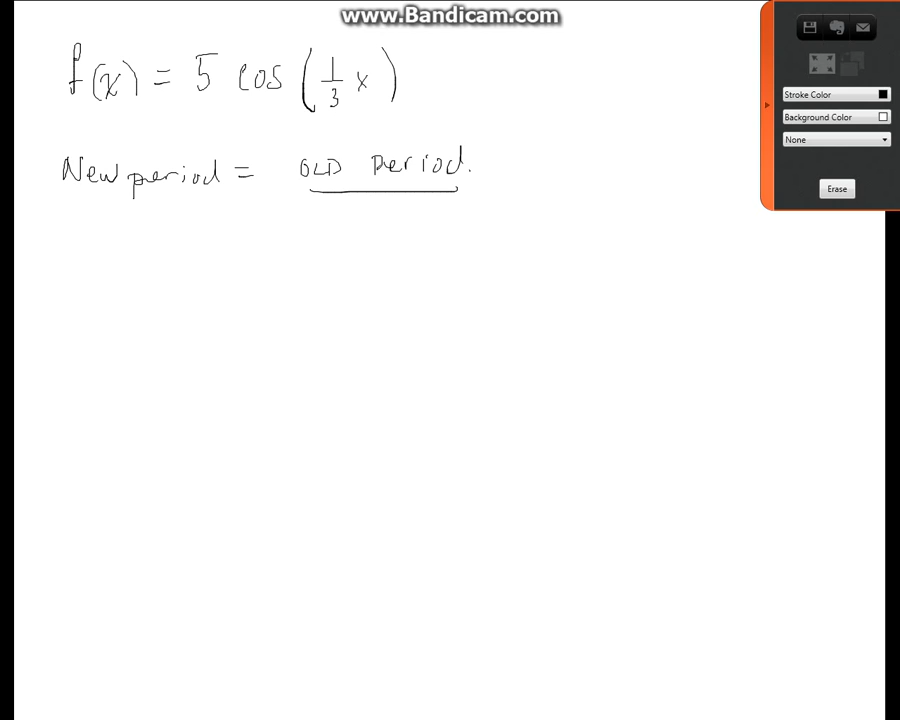 www.Bandicam.com
f(x) = 5 cos (1/3 x)
New period = OLD Period.
Stroke Color
Background Color
None
Erase